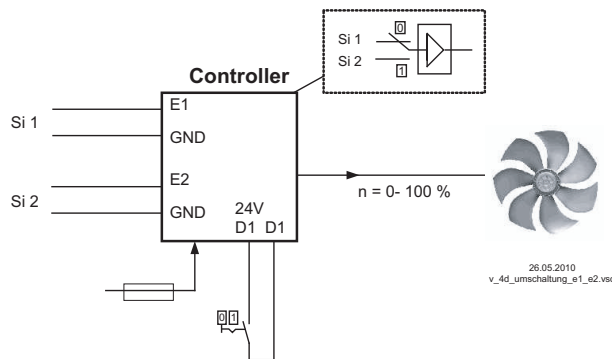 0
Si 1
Si 2
1
Controller
E1
Si 1
GND
E2
Si 2
GND
24V
D1 D1
n = 0- 100 %
26.05.2010
v_4d_umschaltung_e1_e2.vsd
0 1